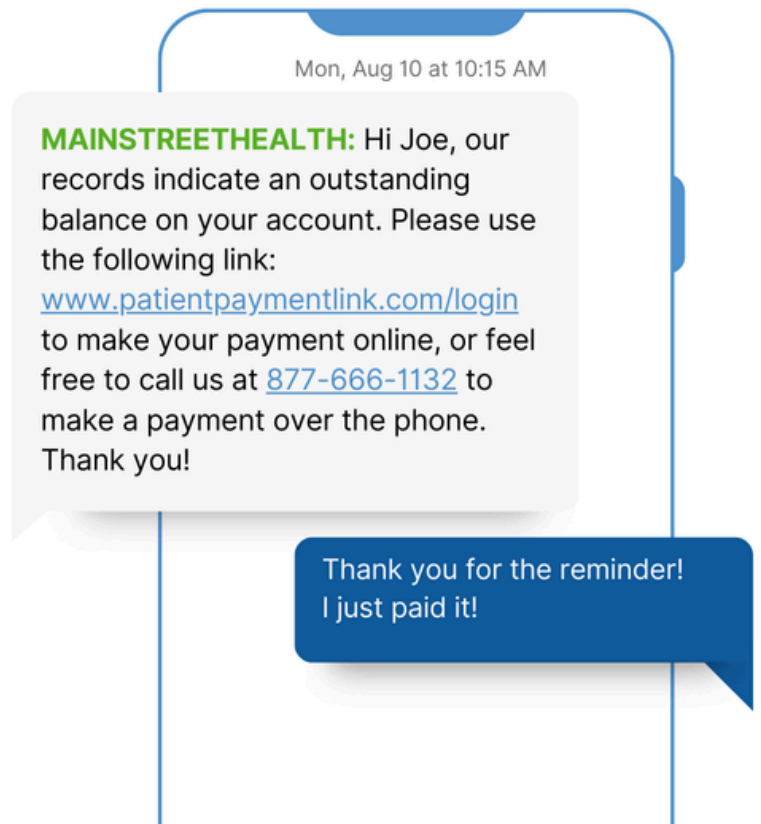 Mon, Aug 10 at 10:15 AM
MAINSTREETHEALTH: Hi Joe, our
records indicate an outstanding
balance on your account. Please use
the following link:
www.patientpaymentlink.com/login
to make your payment online, or feel
free to call us at 877-666-1132 to
make a payment over the phone.
Thank you!
Thank you for the reminder!
I just paid it!